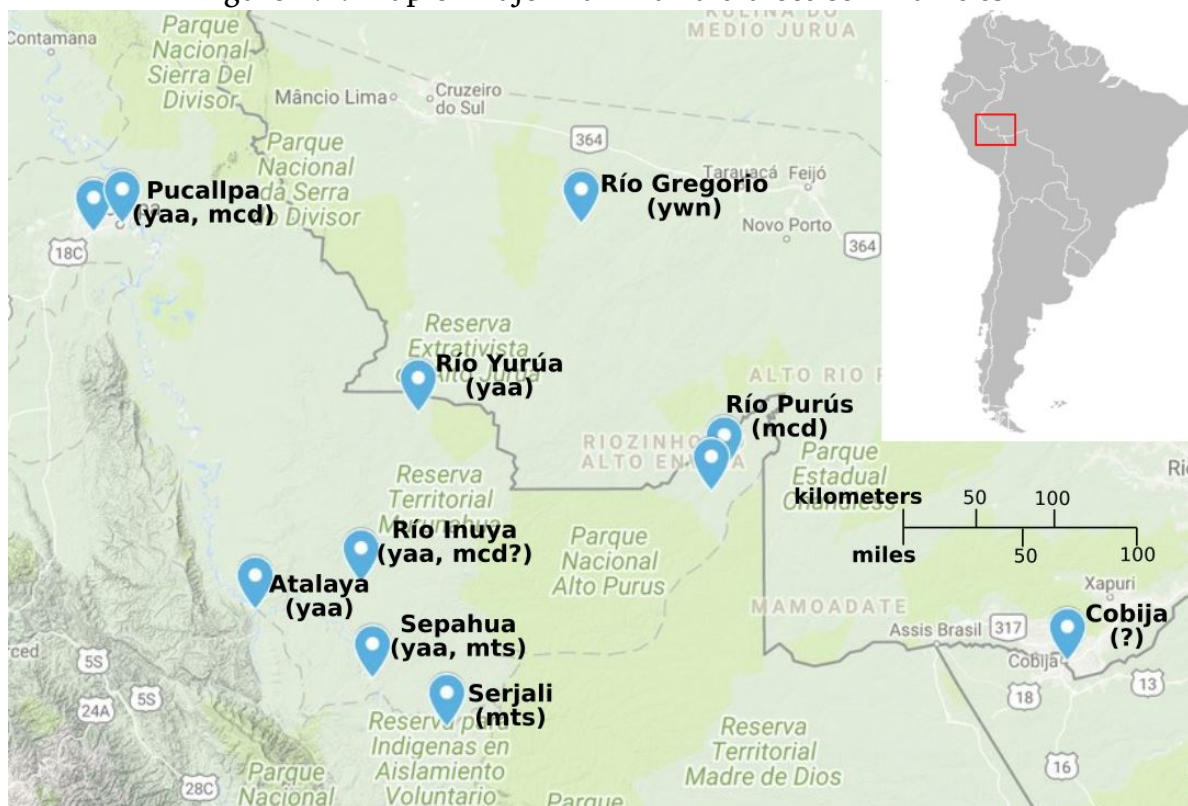 Contamana
Parque
Nacional
Sierra Del
Divisor
MEDIO JURUA
Mâncio Lima
Cruzeiro
do Sul
Parque
Nacional
da Serra
do Divisor
364
Tarauacá
Feijó
Pucallpa
(yaa, mcd)
Río Gregorio
(ywn)
Novo Porto
18C
364
Reserva
Extrativista
Río Yurúa
(yaa)
ALTO RIO P
Río Purús
(mcd)
RIOZINHO
ALTO EN
Parque
Estadual
Chandless
Reserva
Territorial
Murunahua
kilometers
50
100
miles
50
100
Río Inuya
(yaa, mcd?)
Parque
Nacional
Alto Purus
Atalaya
(yaa)
Xapuri
MAMOADATE
Cobija
(?)
Sepahua
(yaa, mts)
Assis Brasil
317
Cobija
5S
5S
24A
Serjali
(mts)
18
13
Reserva para
Indigenas en
Aislamiento
Voluntario
Reserva
Territorial
Madre de Dios
16
28C
Parque
Nacional
Parque